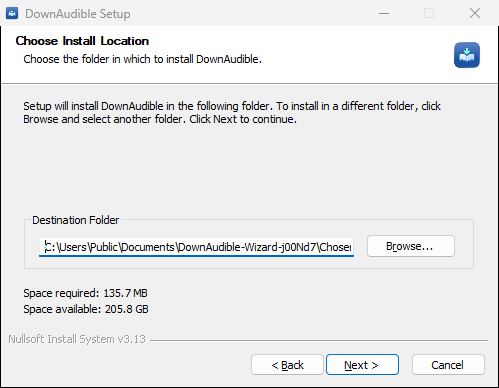 DownAudible Setup
Choose Install Location
Choose the folder in which to install DownAudible.
Setup will install DownAudible in the following folder. To install in a different folder, click
Browse and select another folder. Click Next to continue.
Destination Folder
C:\Users\Public\Documents\DownAudible-Wizard-j00Nd7\Chosen
Browse...
Space required: 135.7 MB
Space available: 205.8 GB
Nullsoft Install System v3.13
< Back
Next >
Cancel